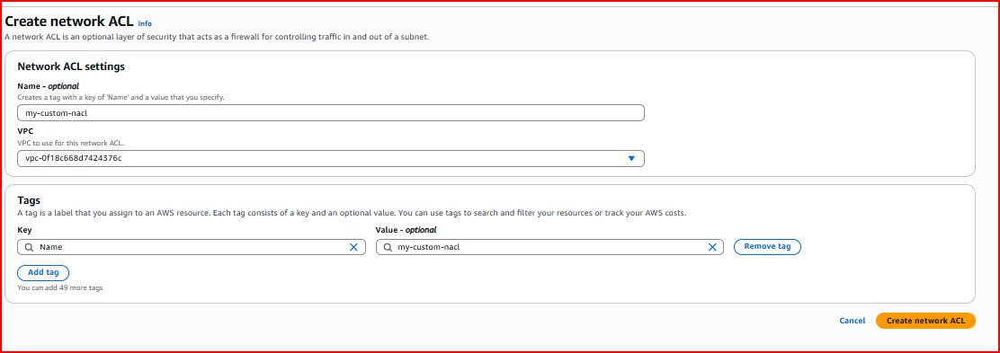 Create network ACL Info
A network ACL is an optional layer of security that acts as a firewall for controlling traffic in and out of a subnet.
Network ACL settings
Name - optional
Creates a tag with a key of 'Name' and a value that you specify.
my-custom-nacl
VPC
VPC to use for this network ACL.
vpc-0f18c668d7424376c
Tags
A tag is a label that you assign to an AWS resource. Each tag consists of a key and an optional value. You can use tags to search and filter your resources or track your AWS costs.
Key Value - optional
Name my-custom-nacl Remove tag
Add tag
You can add 49 more tags
Cancel Create network ACL